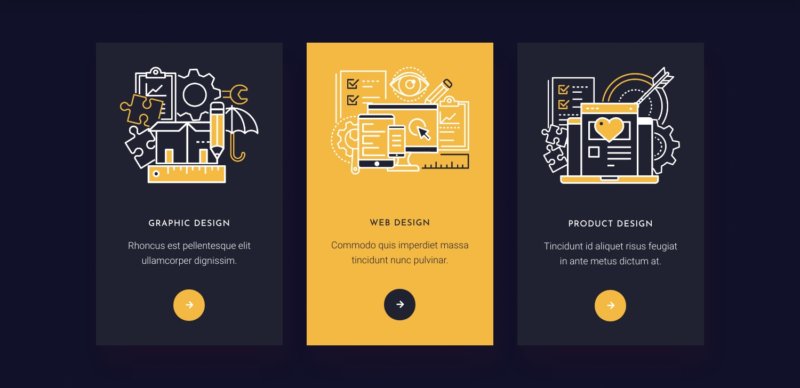 GRAPHIC DESIGN
Rhoncus est pellentesque elit
ullamcorper dignissim.
WEB DESIGN
Commodo quis imperdiet massa
tincidunt nunc pulvinar.
PRODUCT DESIGN
Tincidunt id aliquet risus feugiat
in ante metus dictum at.